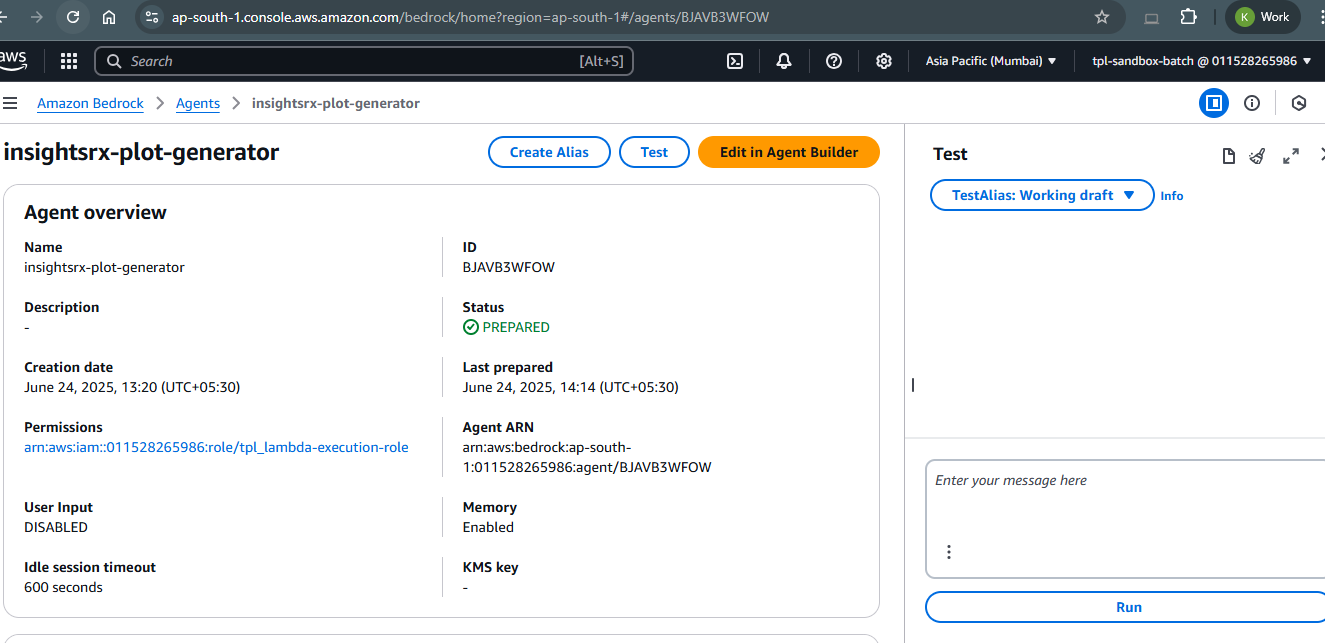 ap-south-1.console.aws.amazon.com/bedrock/home?region=ap-south-1#/agents/BJAVB3WFOW
K Work
aws
Search [Alt+S]
Asia Pacific (Mumbai)
tpl-sandbox-batch @ 011528265986
Amazon Bedrock > Agents > insightsrx-plot-generator
insightsrx-plot-generator
Create Alias
Test
Edit in Agent Builder
Agent overview
Name
insightsrx-plot-generator
ID
BJAVB3WFOW
Description
-
Status
PREPARED
Creation date
June 24, 2025, 13:20 (UTC+05:30)
Last prepared
June 24, 2025, 14:14 (UTC+05:30)
Permissions
arn:aws:iam::011528265986:role/tpl_lambda-execution-role
Agent ARN
arn:aws:bedrock:ap-south-
1:011528265986:agent/BJAVB3WFOW
User Input
DISABLED
Memory
Enabled
Idle session timeout
600 seconds
KMS key
-
Test
TestAlias: Working draft
Info
Enter your message here
Run